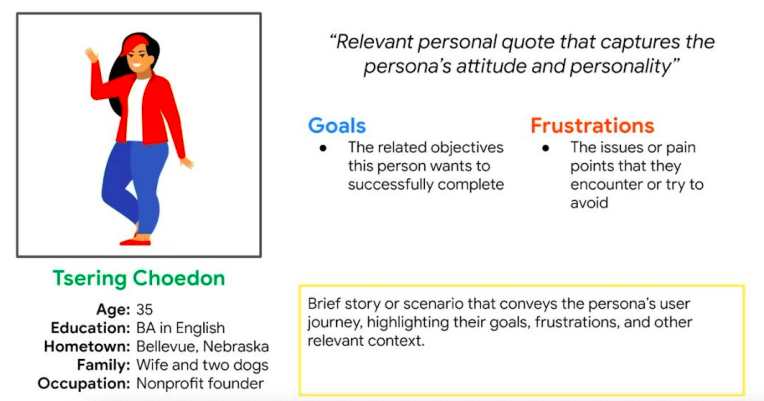 “Relevant personal quote that captures the
persona’s attitude and personality”
Goals
● The related objectives
this person wants to
successfully complete
Frustrations
● The issues or pain
points that they
encounter or try to
avoid
Tsering Choedon
Age: 35
Education: BA in English
Hometown: Bellevue, Nebraska
Family: Wife and two dogs
Occupation: Nonprofit founder
Brief story or scenario that conveys the persona’s user
journey, highlighting their goals, frustrations, and other
relevant context.